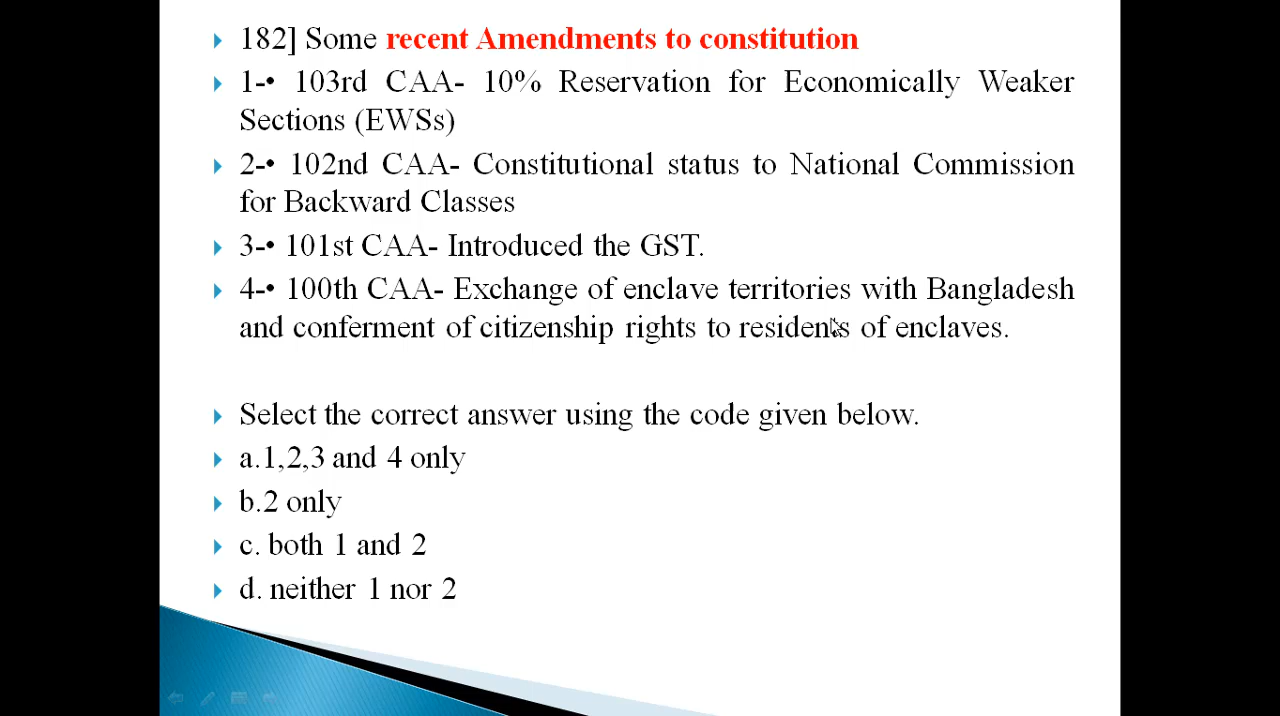 182] Some recent Amendments to constitution
1-• 103rd CAA- 10% Reservation for Economically Weaker
Sections (EWSs)
2-• 102nd CAA- Constitutional status to National Commission
for Backward Classes
3-• 101st CAA- Introduced the GST.
4-• 100th CAA- Exchange of enclave territories with Bangladesh
and conferment of citizenship rights to residents of enclaves.
Select the correct answer using the code given below.
a.1,2,3 and 4 only
b.2 only
c. both 1 and 2
d. neither 1 nor 2